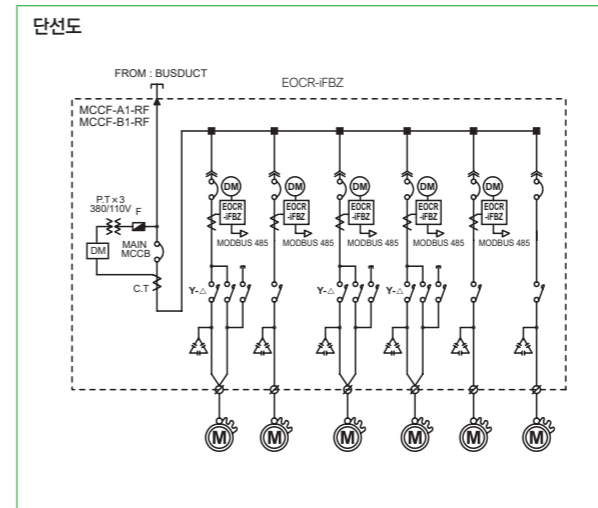 단선도
FROM : BUSDUCT
EOCR-iFBZ
MCCF-A1-RF
MCCF-B1-RF
P.T×3
380/110V
F
DM
MAIN
MCCB
C.T
DM
EOCR
-iFBZ
MODBUS 485
DM
EOCR
-iFBZ
MODBUS 485
DM
EOCR
-iFBZ
MODBUS 485
DM
EOCR
-iFBZ
MODBUS 485
DM
EOCR
-iFBZ
MODBUS 485
Y-△
Y-△
Y-△
M
M
M
M
M
M